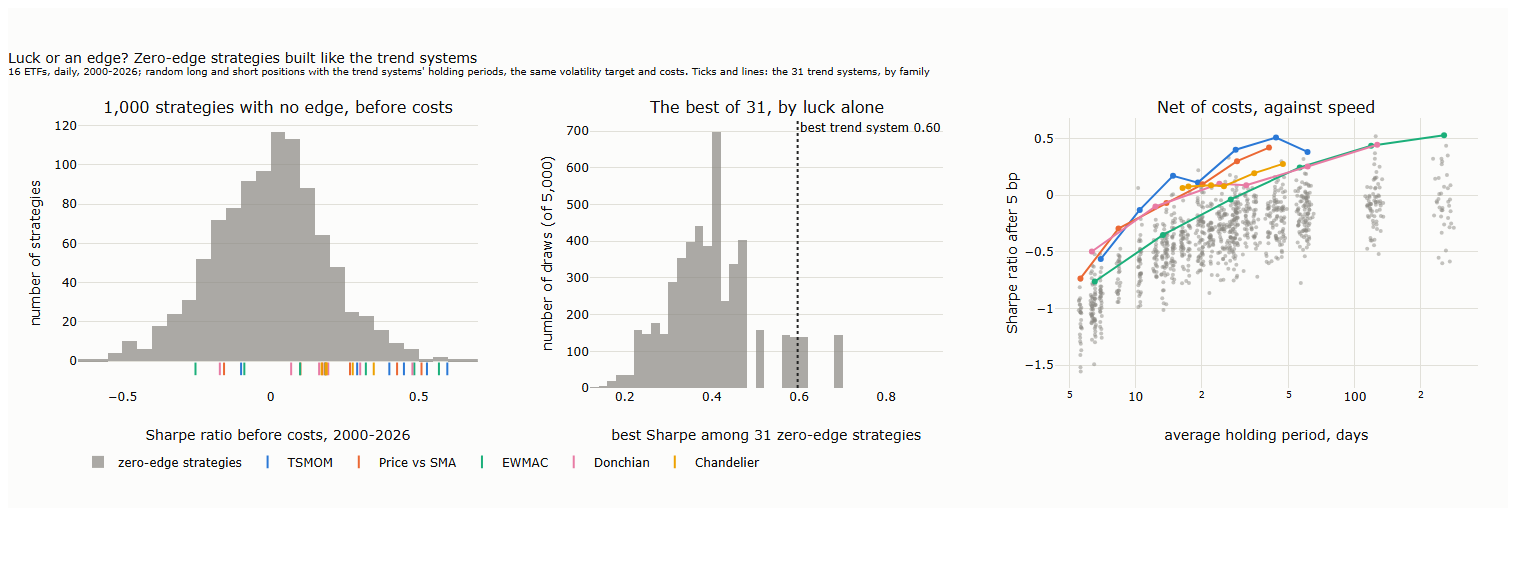 Luck or an edge? Zero-edge strategies built like the trend systems
16 ETFs, daily, 2000-2026; random long and short positions with the trend systems' holding periods, the same volatility target and costs. Ticks and lines: the 31 trend systems, by family
1,000 strategies with no edge, before costs
number of strategies
120
100
80
60
40
20
0
−0.5
0
0.5
Sharpe ratio before costs, 2000-2026
The best of 31, by luck alone
best trend system 0.60
number of draws (of 5,000)
700
600
500
400
300
200
100
0
0.2
0.4
0.6
0.8
best Sharpe among 31 zero-edge strategies
Net of costs, against speed
Sharpe ratio after 5 bp
0.5
0
−0.5
−1
−1.5
5
10
2
5
100
2
average holding period, days
zero-edge strategies
TSMOM
Price vs SMA
EWMAC
Donchian
Chandelier